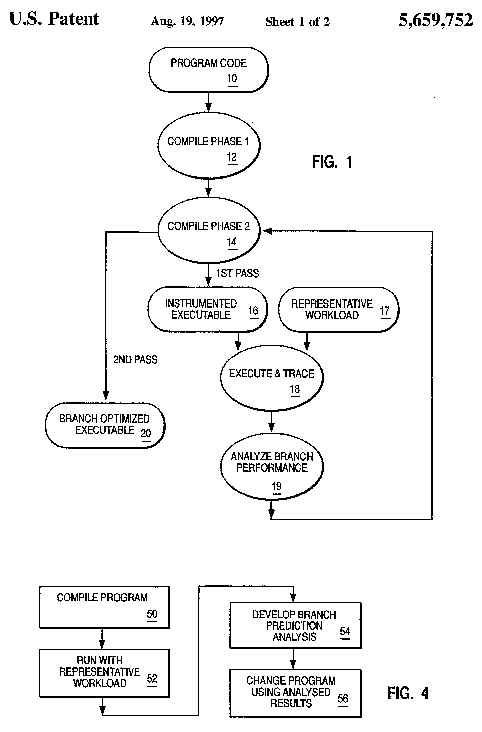 U.S. Patent Aug. 19, 1997 Sheet 1 of 2 5,659,752
PROGRAM CODE
10
COMPILE PHASE 1
12
FIG. 1
COMPILE PHASE 2
14
1ST PASS
INSTRUMENTED
EXECUTABLE 16
REPRESENTATIVE
WORKLOAD 17
2ND PASS
EXECUTE & TRACE
18
BRANCH OPTIMIZED
EXECUTABLE 20
ANALYZE BRANCH
PERFORMANCE
19
COMPILE PROGRAM
50
RUN WITH
REPRESENTATIVE
WORKLOAD 52
DEVELOP BRANCH
PREDICTION
ANALYSIS 54
CHANGE PROGRAM
USING ANALYSED
RESULTS 56
FIG. 4